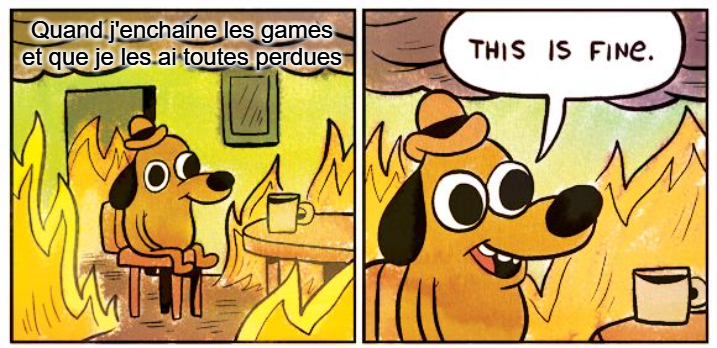 Quand j'enchaine les games
et que je les ai toutes perdues
THIS IS FINE.